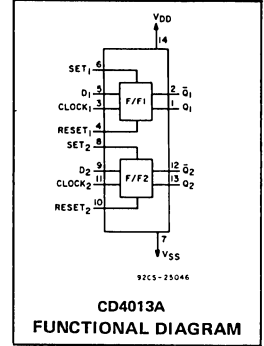 VDD
14
SET1 6
D1 5 F/F1 2 Q̅1
CLOCK1 3 1 Q1
RESET1 4
SET2 8
D2 9 F/F2 12 Q̅2
CLOCK2 11 13 Q2
RESET2 10
7
VSS
92CS-25046
CD4013A
FUNCTIONAL DIAGRAM